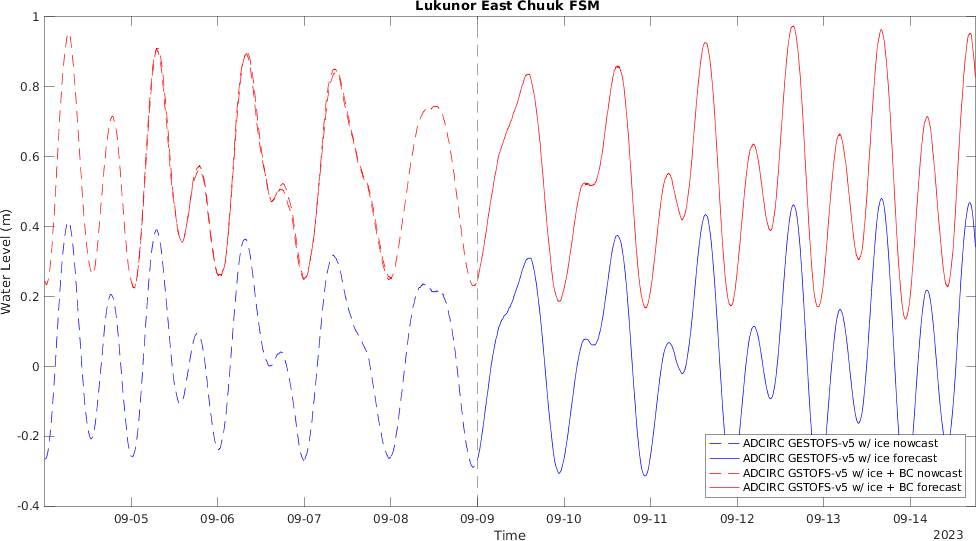 Lukunor East Chuuk FSM
Water Level (m)
1
0.8
0.6
0.4
0.2
0
-0.2
-0.4
ADCIRC GESTOFS-v5 w/ ice nowcast
ADCIRC GESTOFS-v5 w/ ice forecast
ADCIRC GSTOFS-v5 w/ ice + BC nowcast
ADCIRC GSTOFS-v5 w/ ice + BC forecast
09-05 09-06 09-07 09-08 09-09 09-10 09-11 09-12 09-13 09-14
Time
2023